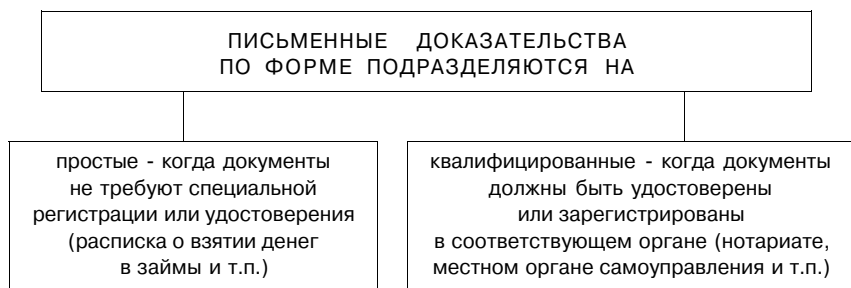 ПИСЬМЕННЫЕ ДОКАЗАТЕЛЬСТВА
ПО ФОРМЕ ПОДРАЗДЕЛЯЮТСЯ НА
простые - когда документы
не требуют специальной
регистрации или удостоверения
(расписка о взятии денег
в займы и т.п.)
квалифицированные - когда документы
должны быть удостоверены
или зарегистрированы
в соответствующем органе (нотариате,
местном органе самоуправления и т.п.)